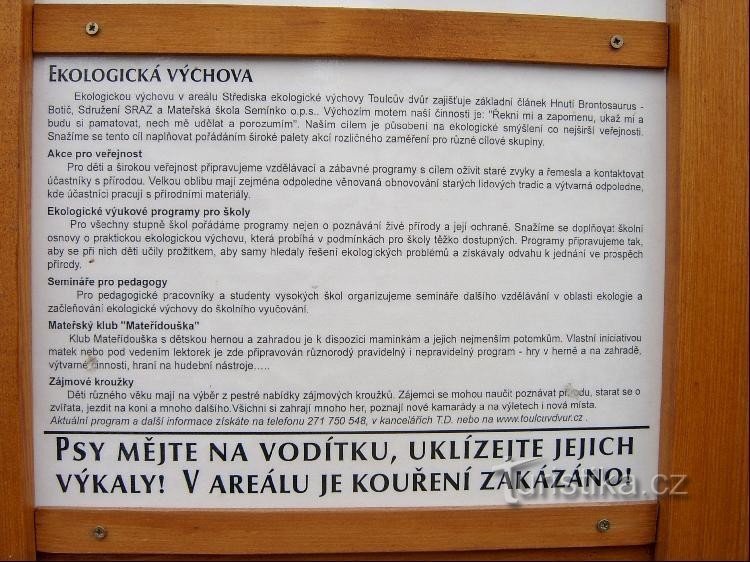 EKOLOGICKÁ VÝCHOVA
Ekologickou výchovu v areálu Střediska ekologické výchovy Toulcův dvůr zajišťuje základní článek Hnutí Brontosaurus -
Botič, Sdružení SRAZ a Mateřská škola Semínko o.p.s.. Výchozím motem naší činnosti je: "Řekni mi a zapomenu, ukaž mi a
budu si pamatovat, nech mě udělat a porozumím". Naším cílem je působení na ekologické smýšlení co nejširší veřejnosti.
Snažíme se tento cíl naplňovat pořádáním široké palety akcí rozličného zaměření pro různé cílové skupiny.
Akce pro veřejnost
Pro děti a širokou veřejnost připravujeme vzdělávací a zábavné programy s cílem oživit staré zvyky a řemesla a kontaktovat
účastníky s přírodou. Velkou oblibu mají zejména odpoledne věnovaná obnovování starých lidových tradic a výtvarná odpoledne,
kde účastníci pracují s přírodními materiály.
Ekologické výukové programy pro školy
Pro všechny stupně škol pořádáme programy nejen o poznávání živé přírody a její ochraně. Snažíme se doplňovat školní
osnovy o praktickou ekologickou výchovu, která probíhá v podmínkách pro školy těžko dostupných. Programy připravujeme tak,
aby se při nich děti učily prožitkem, aby samy hledaly řešení ekologických problémů a získávaly odvahu k jednání ve prospěch
přírody.
Semináře pro pedagogy
Pro pedagogické pracovníky a studenty vysokých škol organizujeme semináře dalšího vzdělávání v oblasti ekologie a
začleňování ekologické výchovy do školního vyučování.
Mateřský klub "Mateřídouška"
Klub Mateřídouška s dětskou hernou a zahradou je k dispozici maminkám a jejich nejmenším potomkům. Vlastní iniciativou
matek nebo pod vedením lektorek je zde připravován různorodý pravidelný i nepravidelný program - hry v herně a na zahradě,
výtvarné činnosti, hraní na hudební nástroje.....
Zájmové kroužky
Děti různého věku mají na výběr z pestré nabídky zájmových kroužků. Zájemci se mohou naučit poznávat přírodu, starat se o
zvířata, jezdit na koni a mnoho dalšího.Všichni si zahrají mnoho her, poznají nové kamarády a na výletech i nová místa.
Aktuální program a další informace získáte na telefonu 271 750 548, v kancelářích T.D. nebo na www.toulcuvdvur.cz .
PSY MĚJTE NA VODÍTKU, UKLÍZEJTE JEJICH
VÝKALY! V AREÁLU JE KOUŘENÍ ZAKÁZÁNO!
Turistika.cz